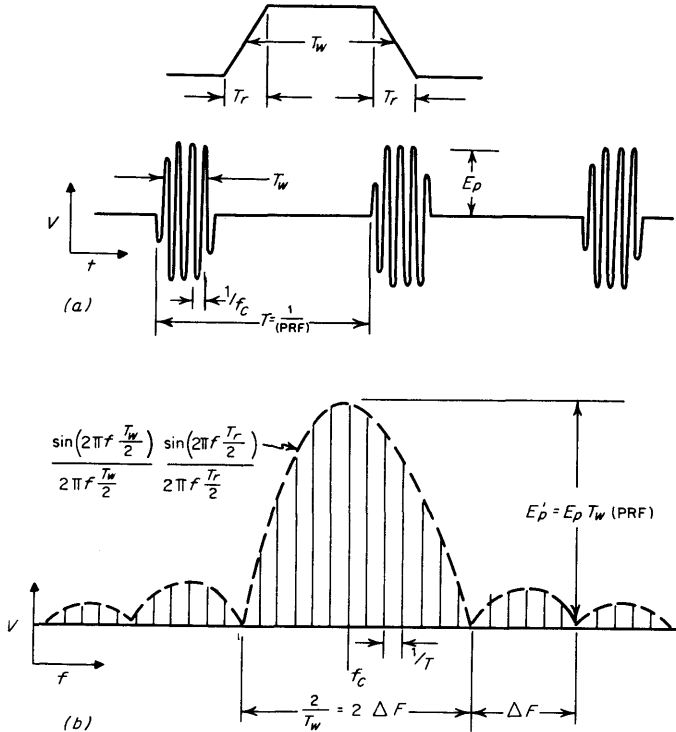 T_w
T_r
T_r
T_w
E_p
V
t
1/f_c
(a)
T = 1/(PRF)
sin(2πf T_w/2) / 2πf T_w/2 sin(2πf T_r/2) / 2πf T_r/2
E'_p = E_p T_w (PRF)
V
f
1/T
f_c
2/T_w = 2 ΔF
ΔF
(b)